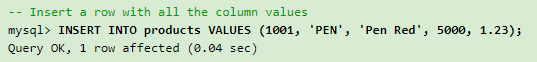 -- Insert a row with all the column values
mysql> INSERT INTO products VALUES (1001, 'PEN', 'Pen Red', 5000, 1.23);
Query OK, 1 row affected (0.04 sec)